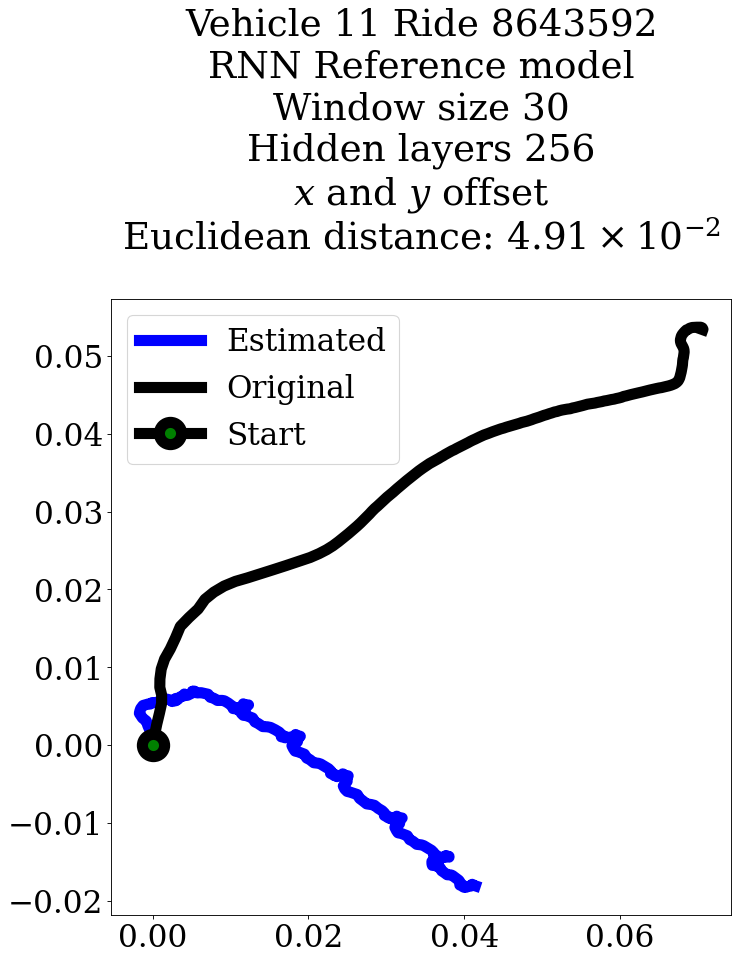 Vehicle 11 Ride 8643592
RNN Reference model
Window size 30
Hidden layers 256
x and y offset
Euclidean distance: 4.91 × 10⁻²
Estimated
Original
Start
0.05
0.04
0.03
0.02
0.01
0.00
−0.01
−0.02
0.00 0.02 0.04 0.06